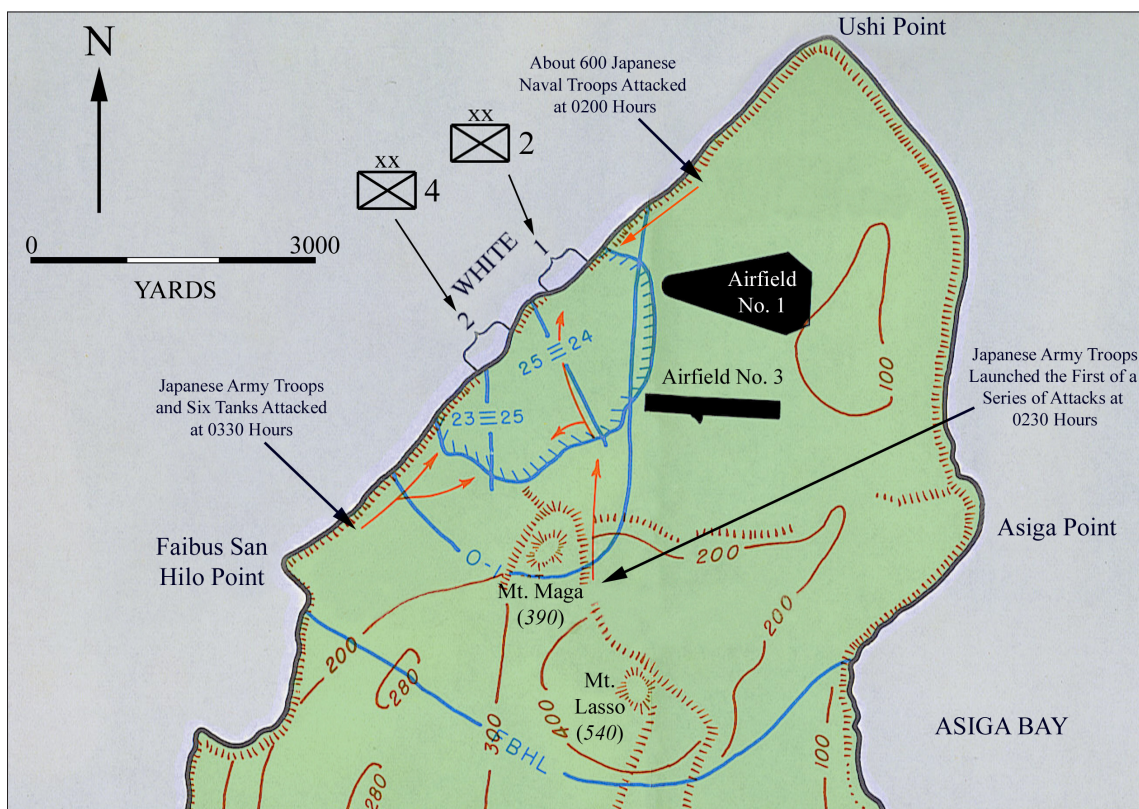 Ushi Point
N
About 600 Japanese
Naval Troops Attacked
at 0200 Hours
xx
2
xx
4
0
3000
YARDS
WHITE
1
2
Airfield
No. 1
100
Airfield No. 3
25 24
23 25
Japanese Army Troops
and Six Tanks Attacked
at 0330 Hours
Japanese Army Troops
Launched the First of a
Series of Attacks at
0230 Hours
Faibus San
Hilo Point
O-1
200
Asiga Point
Mt. Maga
(390)
200
200
280
300
400
Mt.
Lasso
(540)
FBHL
100
ASIGA BAY
280